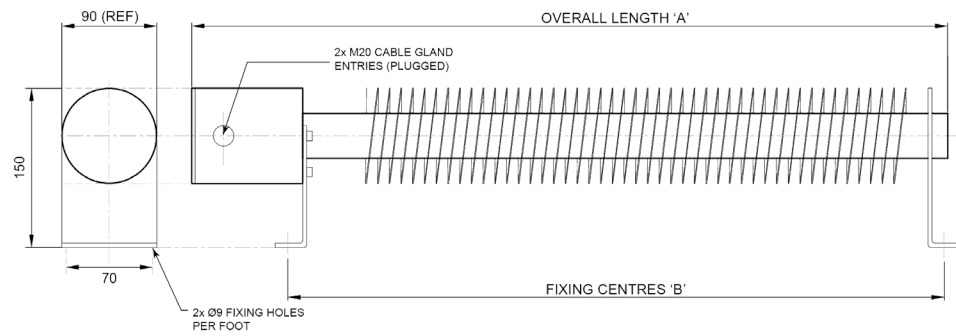 90 (REF)
OVERALL LENGTH ‘A’
2x M20 CABLE GLAND
ENTRIES (PLUGGED)
150
70
FIXING CENTRES ‘B’
2x Ø9 FIXING HOLES
PER FOOT